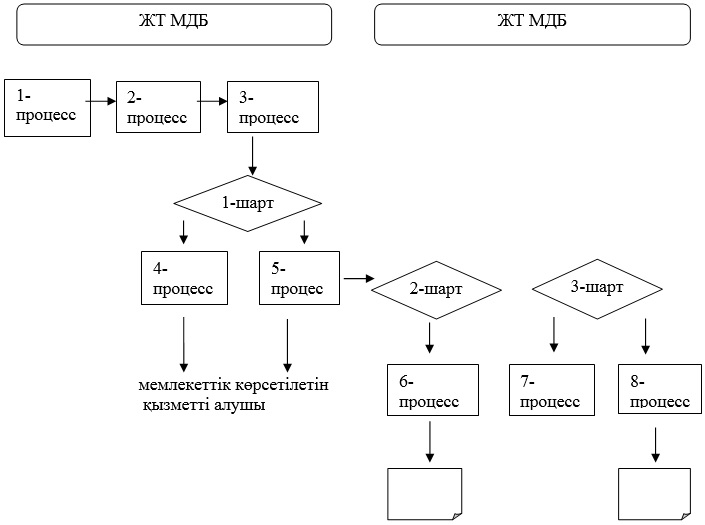 ЖТ МДБ
ЖТ МДБ
1-
процесс
2-
процесс
3-
процесс
1-шарт
4-
процесс
5-
процес
2-шарт
3-шарт
мемлекеттік көрсетілетін
қызметті алушы
6-
процесс
7-
процесс
8-
процесс